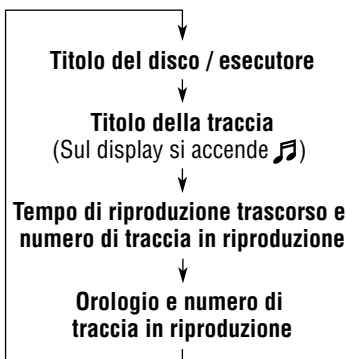 Titolo del disco / esecutore
Titolo della traccia
(Sul display si accende ♫)
Tempo di riproduzione trascorso e
numero di traccia in riproduzione
Orologio e numero di
traccia in riproduzione